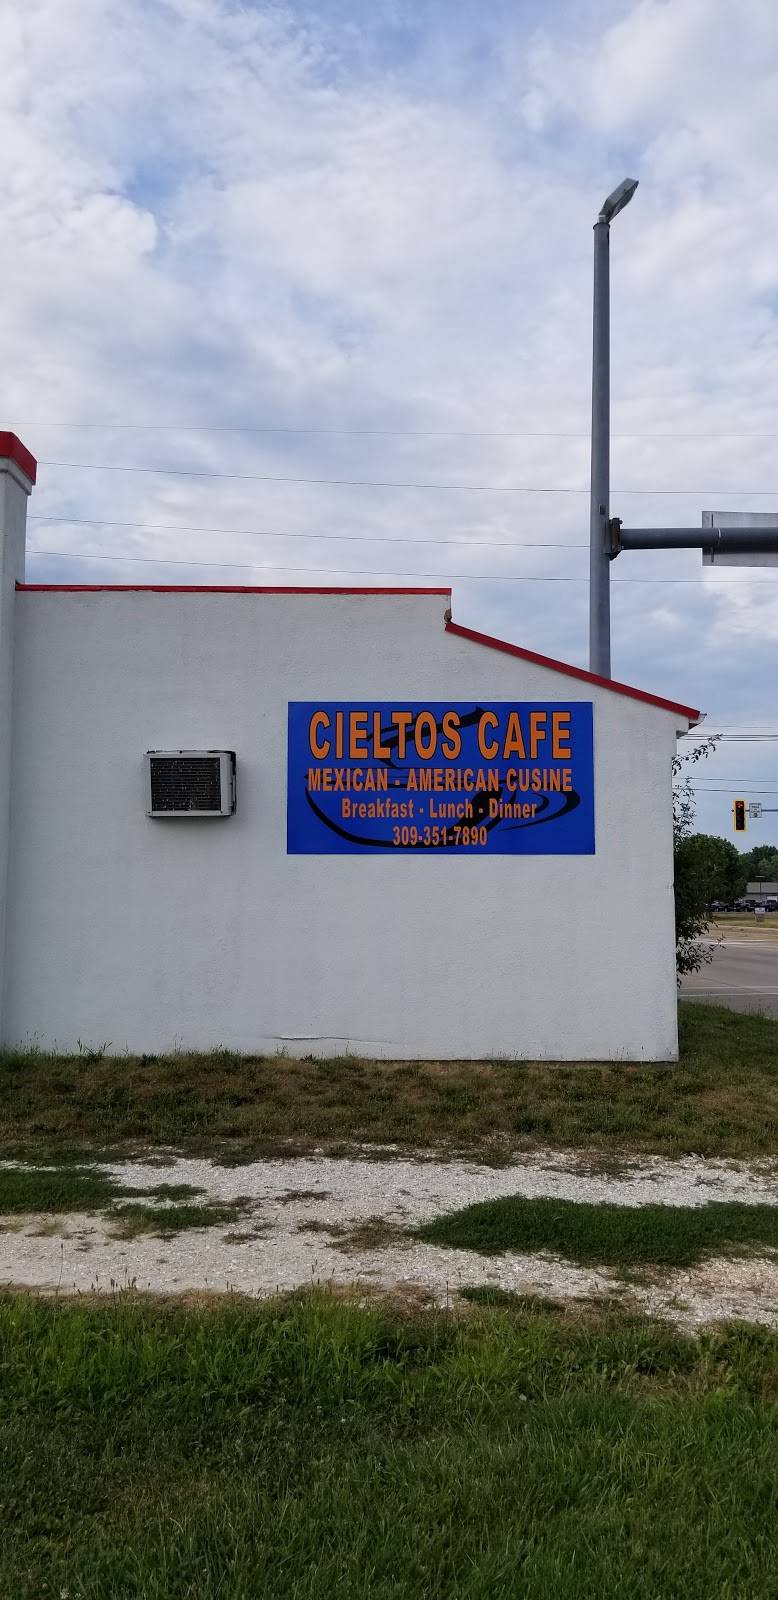 CIELTOS CAFE
MEXICAN - AMERICAN CUSINE
Breakfast - Lunch - Dinner
309-351-7890